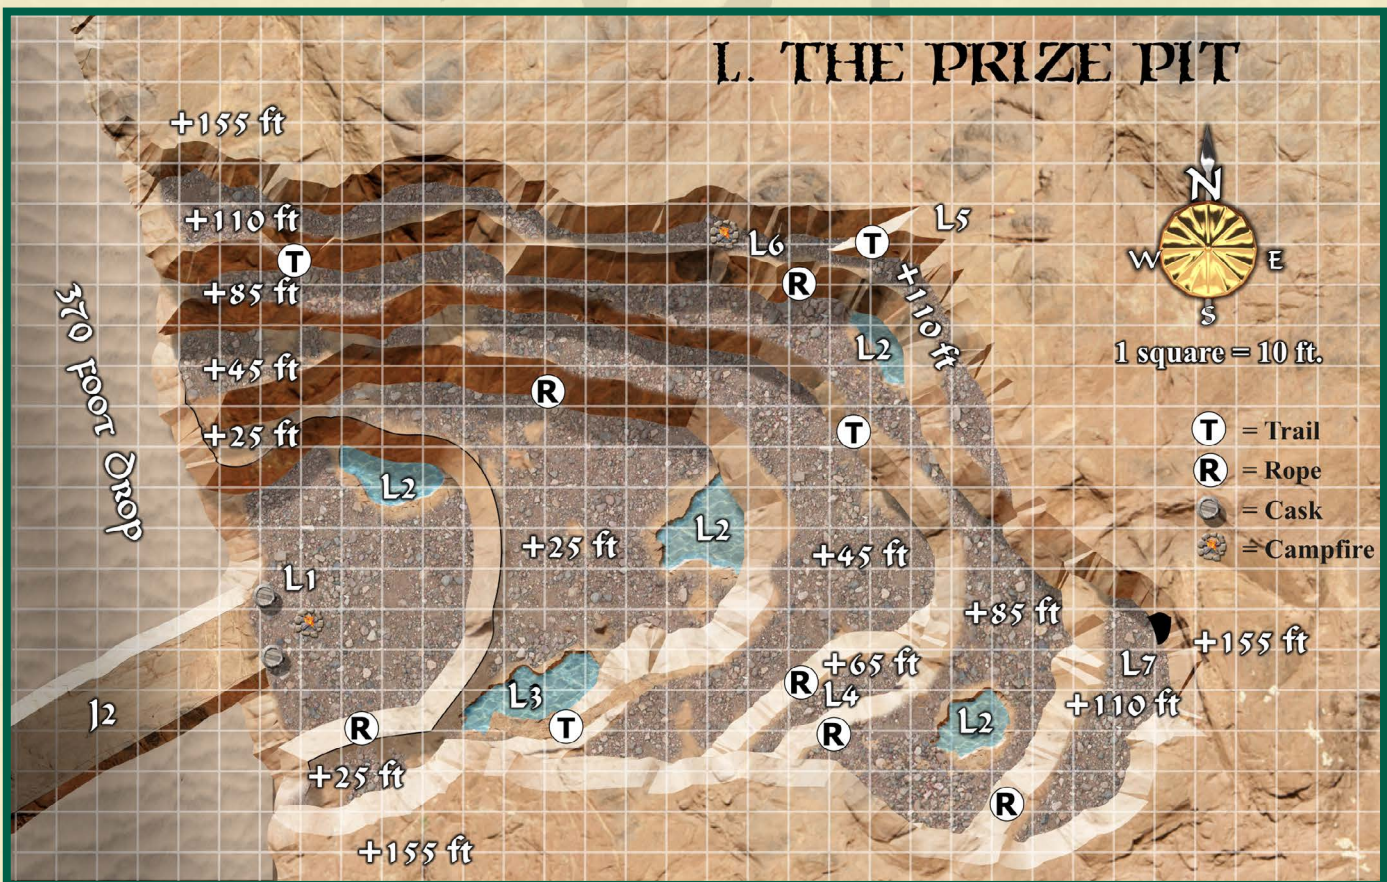 L. THE PRIZE PIT
+155 ft
N
W E
S
+110 ft
T
L5
L6
T
R
+110 ft
+85 ft
370 FOOT DROP
L2
1 square = 10 ft.
+45 ft
R
T
+25 ft
T = Trail
R = Rope
= Cask
= Campfire
L2
L2
+25 ft
+45 ft
L1
+85 ft
+155 ft
+65 ft
R
L7
L3
L4
+110 ft
J2
R
T
R
L2
+25 ft
R
+155 ft